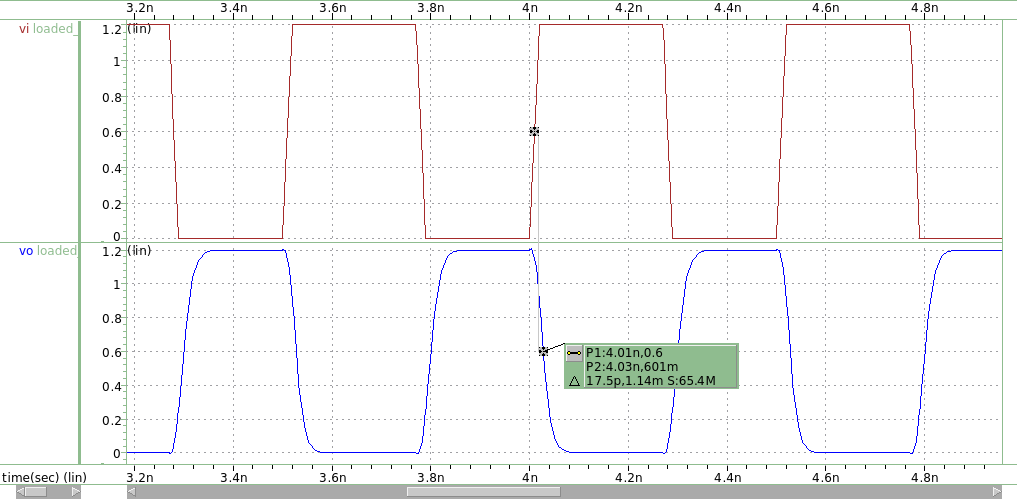 3.2n 3.4n 3.6n 3.8n 4n 4.2n 4.4n 4.6n 4.8n
vi loaded_ 1.2 (lin)
1
0.8
0.6
0.4
0.2
0
vo loaded 1.2 (lin)
1
0.8
0.6
0.4
0.2
0
P1:4.01n,0.6
P2:4.03n,601m
△ 17.5p,1.14m S:65.4M
time(sec) (lin) 3.2n 3.4n 3.6n 3.8n 4n 4.2n 4.4n 4.6n 4.8n